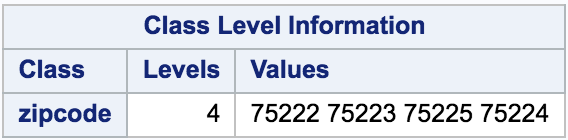 Class Level Information
Class Levels Values
zipcode 4 75222 75223 75225 75224